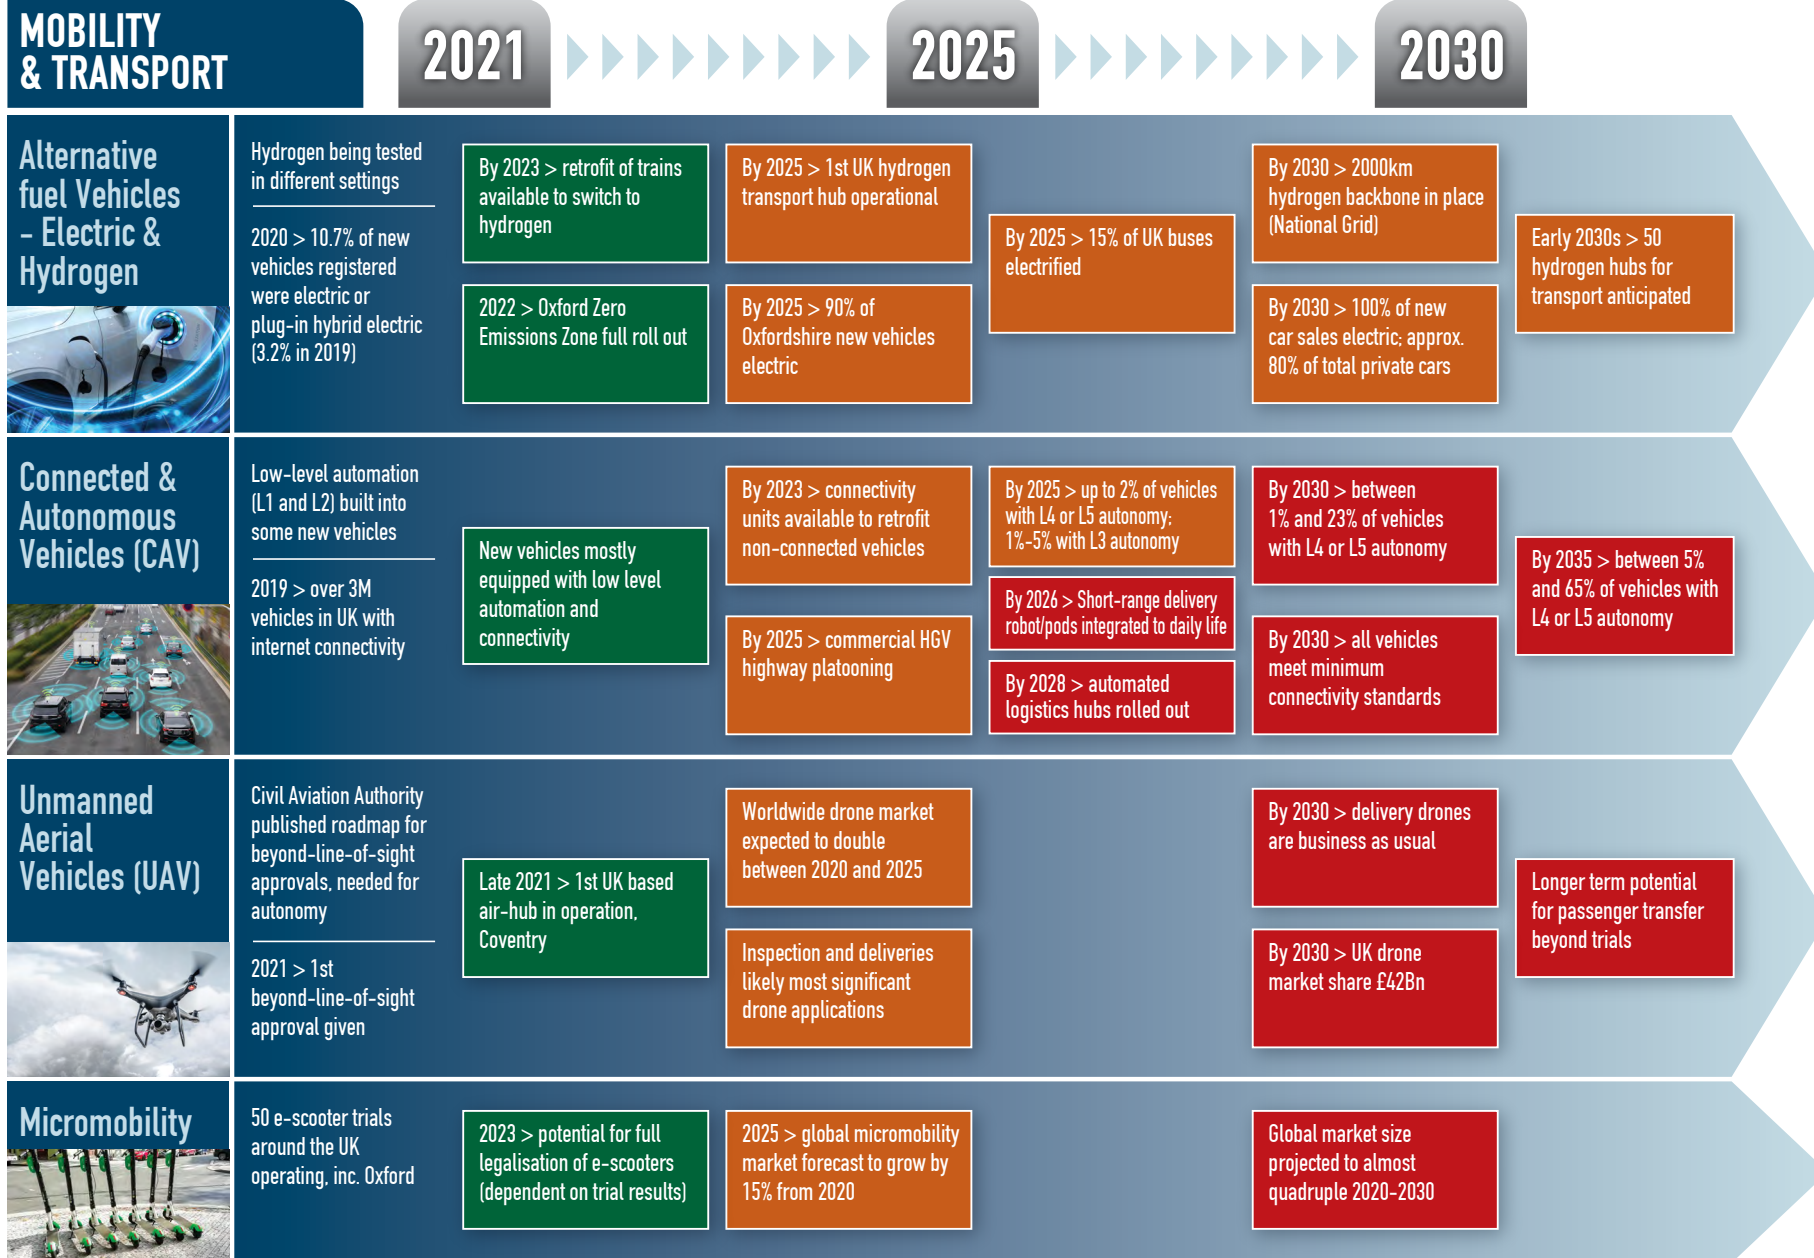 MOBILITY
& TRANSPORT
2021
2025
2030
Alternative
fuel Vehicles
- Electric &
Hydrogen
Hydrogen being tested
in different settings
2020 > 10.7% of new
vehicles registered
were electric or
plug-in hybrid electric
(3.2% in 2019)
By 2023 > retrofit of trains
available to switch to
hydrogen
2022 > Oxford Zero
Emissions Zone full roll out
By 2025 > 1st UK hydrogen
transport hub operational
By 2025 > 90% of
Oxfordshire new vehicles
electric
By 2025 > 15% of UK buses
electrified
By 2030 > 2000km
hydrogen backbone in place
(National Grid)
By 2030 > 100% of new
car sales electric; approx.
80% of total private cars
Early 2030s > 50
hydrogen hubs for
transport anticipated
Connected &
Autonomous
Vehicles (CAV)
Low-level automation
(L1 and L2) built into
some new vehicles
2019 > over 3M
vehicles in UK with
internet connectivity
New vehicles mostly
equipped with low level
automation and
connectivity
By 2023 > connectivity
units available to retrofit
non-connected vehicles
By 2025 > commercial HGV
highway platooning
By 2025 > up to 2% of vehicles
with L4 or L5 autonomy;
1%-5% with L3 autonomy
By 2026 > Short-range delivery
robot/pods integrated to daily life
By 2028 > automated
logistics hubs rolled out
By 2030 > between
1% and 23% of vehicles
with L4 or L5 autonomy
By 2030 > all vehicles
meet minimum
connectivity standards
By 2035 > between 5%
and 65% of vehicles with
L4 or L5 autonomy
Unmanned
Aerial
Vehicles (UAV)
Civil Aviation Authority
published roadmap for
beyond-line-of-sight
approvals, needed for
autonomy
2021 > 1st
beyond-line-of-sight
approval given
Late 2021 > 1st UK based
air-hub in operation,
Coventry
Worldwide drone market
expected to double
between 2020 and 2025
Inspection and deliveries
likely most significant
drone applications
By 2030 > delivery drones
are business as usual
By 2030 > UK drone
market share £42Bn
Longer term potential
for passenger transfer
beyond trials
Micromobility
50 e-scooter trials
around the UK
operating, inc. Oxford
2023 > potential for full
legalisation of e-scooters
(dependent on trial results)
2025 > global micromobility
market forecast to grow by
15% from 2020
Global market size
projected to almost
quadruple 2020-2030